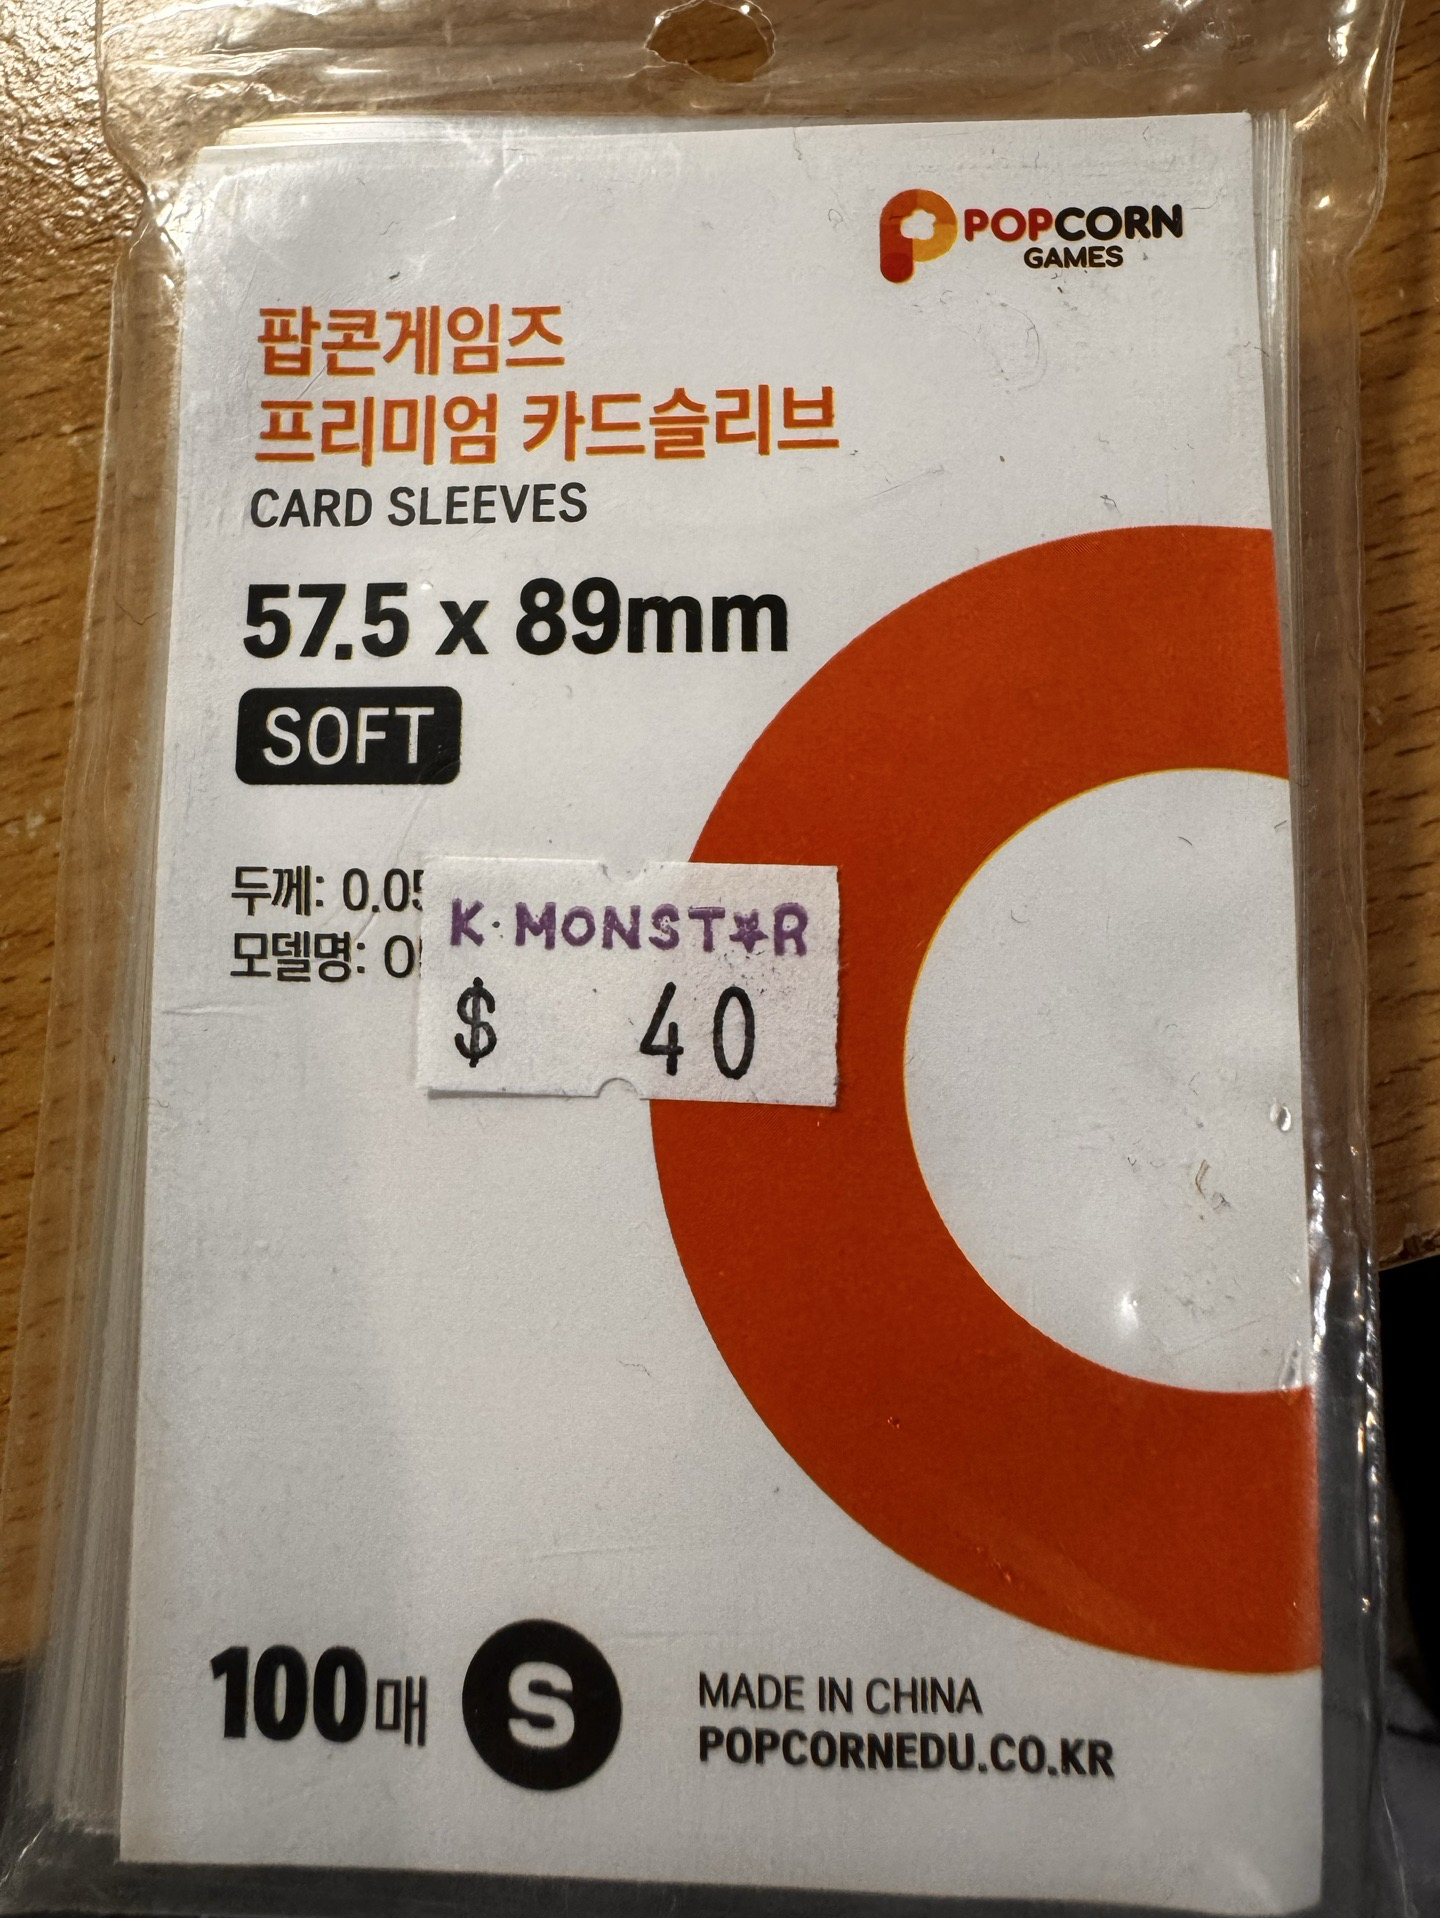 POPCORN
GAMES
팝콘게임즈
프리미엄 카드슬리브
CARD SLEEVES
57.5 x 89mm
SOFT
두께: 0.05
모델명:
K·MONST★R
$ 40
100매 S
MADE IN CHINA
POPCORNEDU.CO.KR